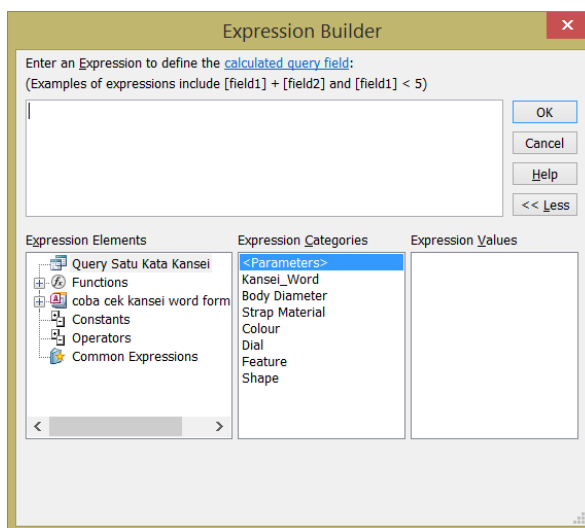 Expression Builder
Enter an Expression to define the calculated query field:
(Examples of expressions include [field1] + [field2] and [field1] < 5)
OK
Cancel
Help
<< Less
Expression Elements
Expression Categories
Expression Values
Query Satu Kata Kansei
Functions
coba cek kansei word form
Constants
Operators
Common Expressions
<Parameters>
Kansei_Word
Body Diameter
Strap Material
Colour
Dial
Feature
Shape